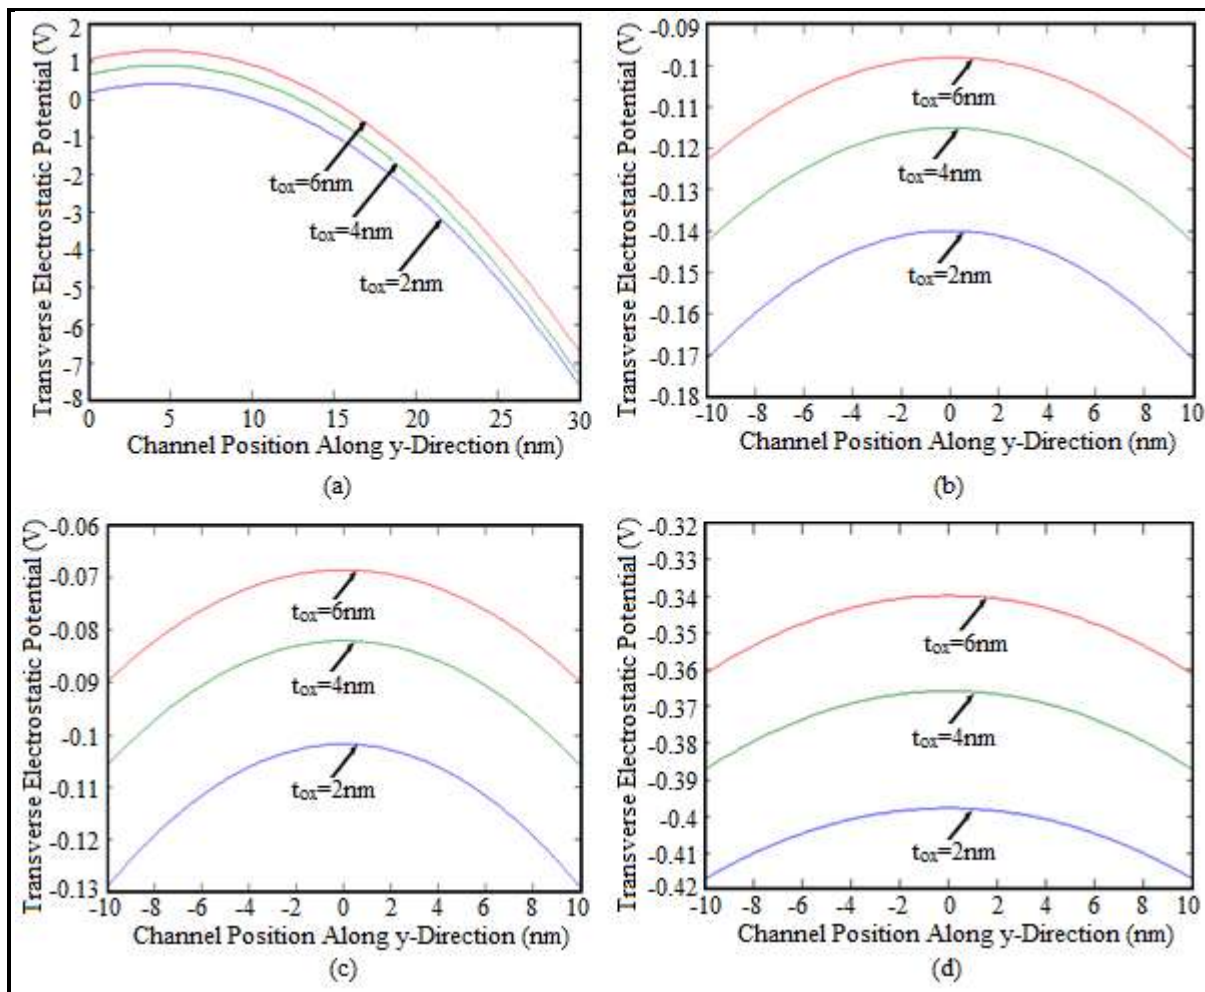 Transverse Electrostatic Potential (V)
2
1
0
-1
-2
-3
-4
-5
-6
-7
-8
tox=6nm
tox=4nm
tox=2nm
0 5 10 15 20 25 30
Channel Position Along y-Direction (nm)
(a)
Transverse Electrostatic Potential (V)
-0.09
-0.1
-0.11
-0.12
-0.13
-0.14
-0.15
-0.16
-0.17
-0.18
tox=6nm
tox=4nm
tox=2nm
-10 -8 -6 -4 -2 0 2 4 6 8 10
Channel Position Along y-Direction (nm)
(b)
Transverse Electrostatic Potential (V)
-0.06
-0.07
-0.08
-0.09
-0.1
-0.11
-0.12
-0.13
tox=6nm
tox=4nm
tox=2nm
-10 -8 -6 -4 -2 0 2 4 6 8 10
Channel Position Along y-Direction (nm)
(c)
Transverse Electrostatic Potential (V)
-0.32
-0.33
-0.34
-0.35
-0.36
-0.37
-0.38
-0.39
-0.4
-0.41
-0.42
tox=6nm
tox=4nm
tox=2nm
-10 -8 -6 -4 -2 0 2 4 6 8 10
Channel Position Along y-Direction (nm)
(d)